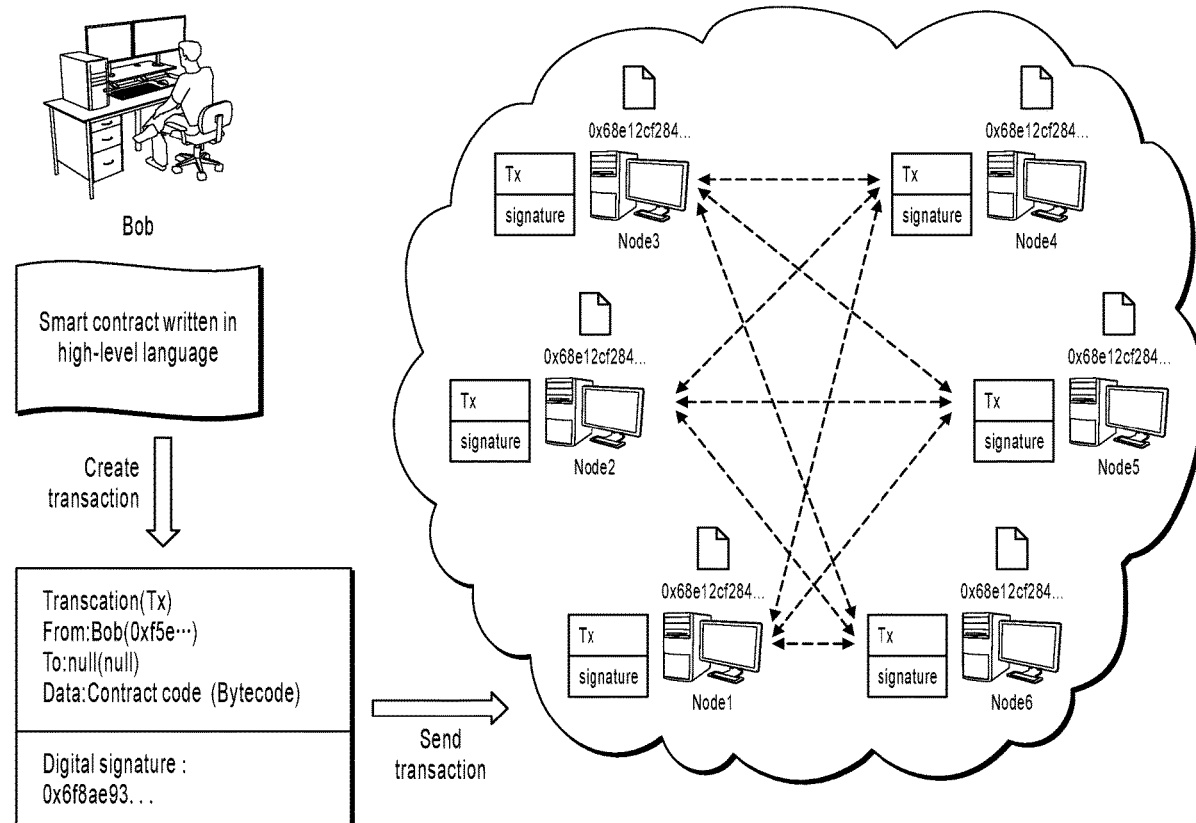 Bob
Smart contract written in
high-level language
Create
transaction
Transcation(Tx)
From:Bob(0xf5e···)
To:null(null)
Data:Contract code (Bytecode)
Digital signature :
0x6f8ae93. . .
Send
transaction
0x68e12cf284...
Tx
signature
Node3
0x68e12cf284...
Tx
signature
Node4
0x68e12cf284...
Tx
signature
Node2
0x68e12cf284...
Tx
signature
Node5
0x68e12cf284...
Tx
signature
Node1
0x68e12cf284...
Tx
signature
Node6